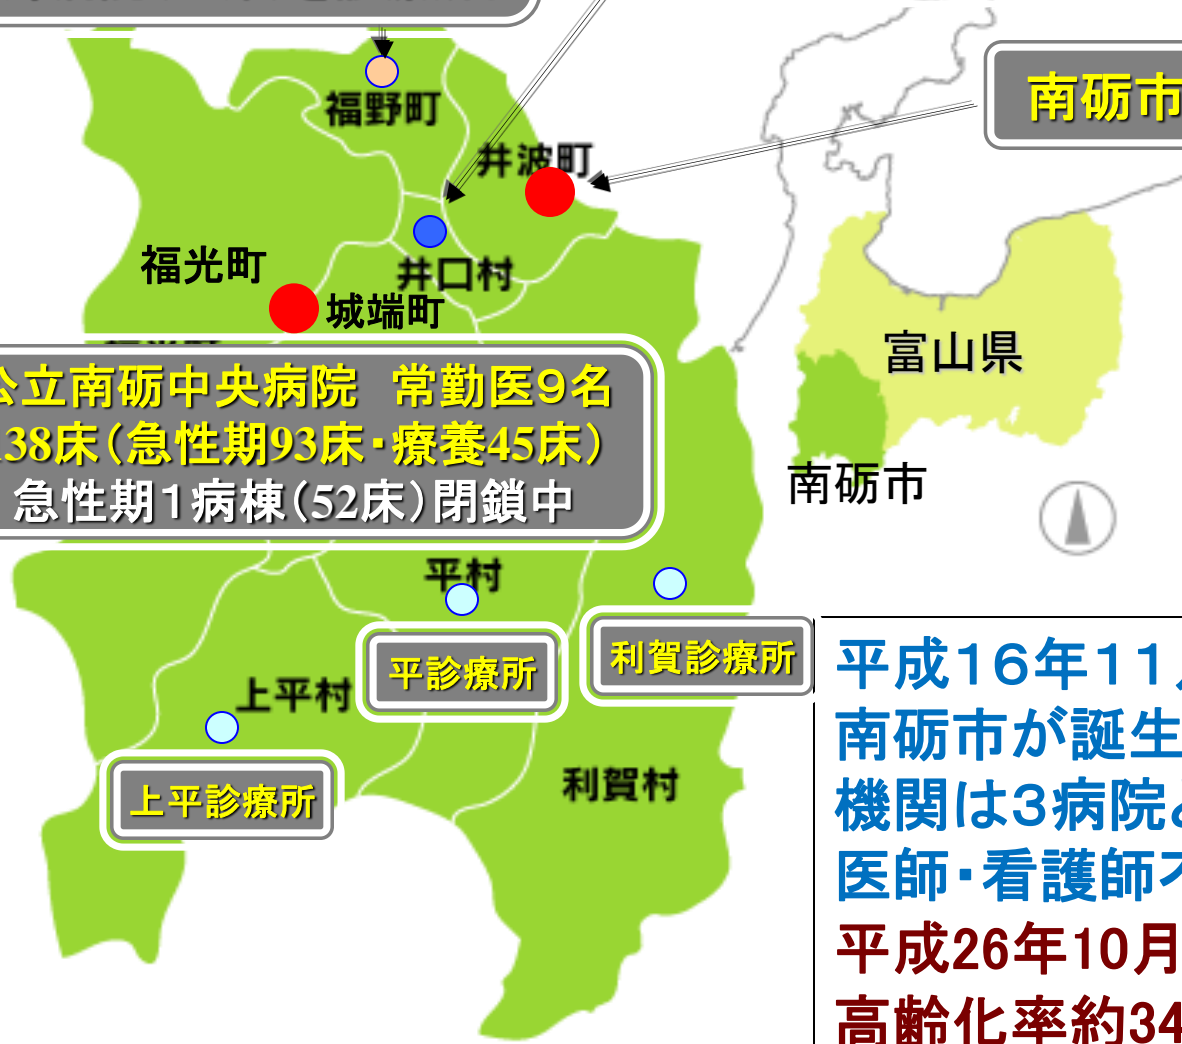 福野町
南砺市
井波町
福光町
井口村
城端町
富山県
公立南砺中央病院　常勤医９名
138床（急性期93床・療養45床）
急性期１病棟（52床）閉鎖中
南砺市
平村
平診療所
利賀診療所
上平村
上平診療所
利賀村
平成１６年１１
南砺市が誕生
機関は３病院
医師・看護師
平成26年10月
高齢化率約34